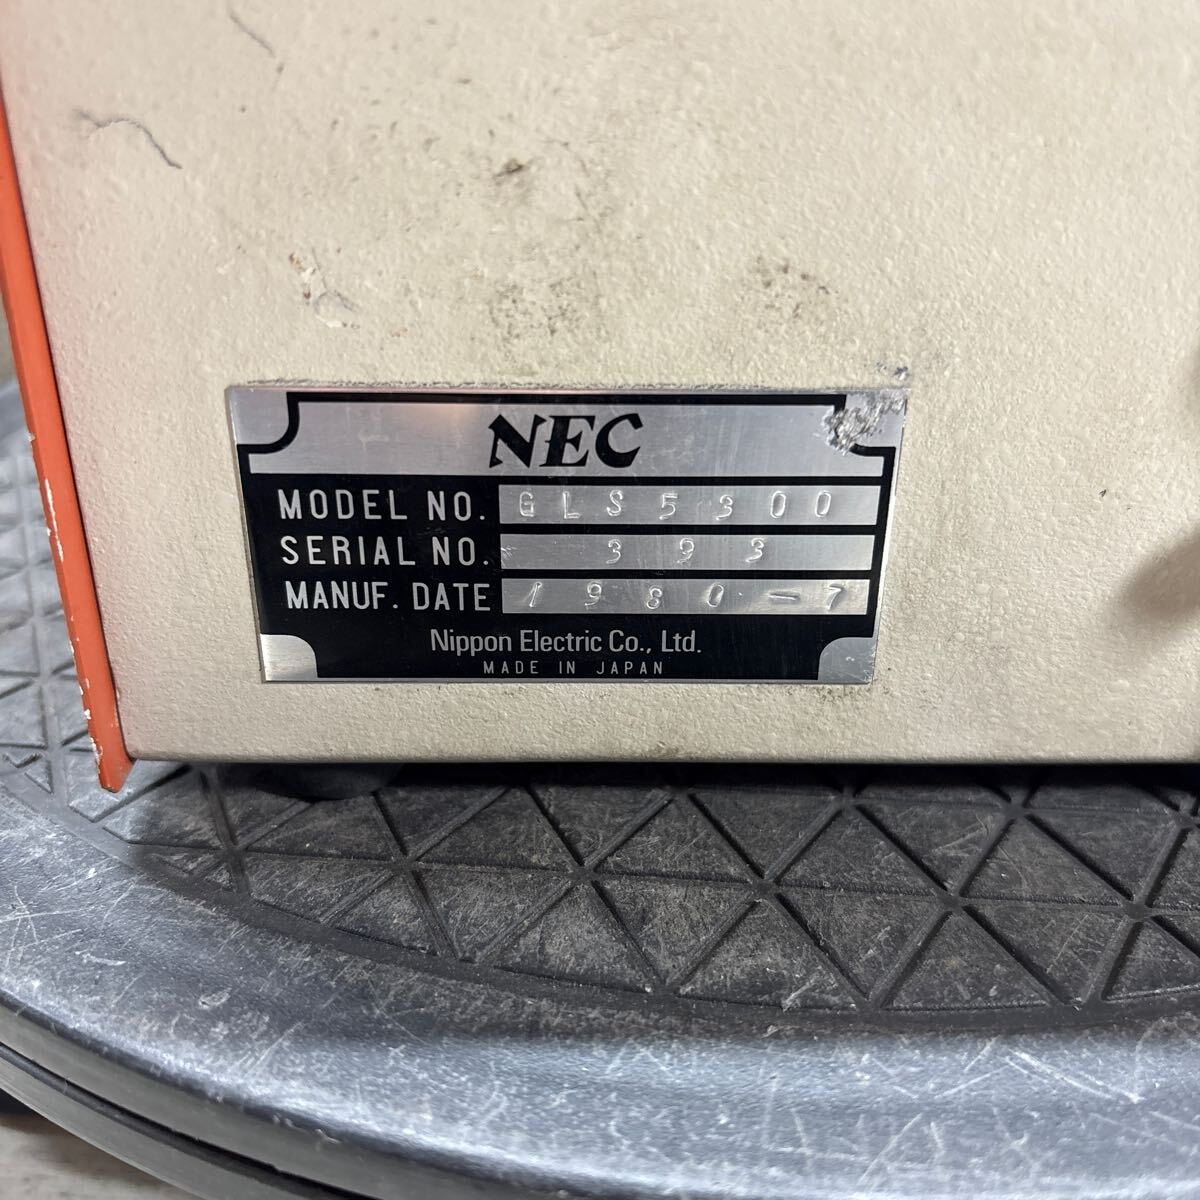 NEC
MODEL NO. GLS5300
SERIAL NO. 393
MANUF. DATE 1980-7
Nippon Electric Co., Ltd.
MADE IN JAPAN